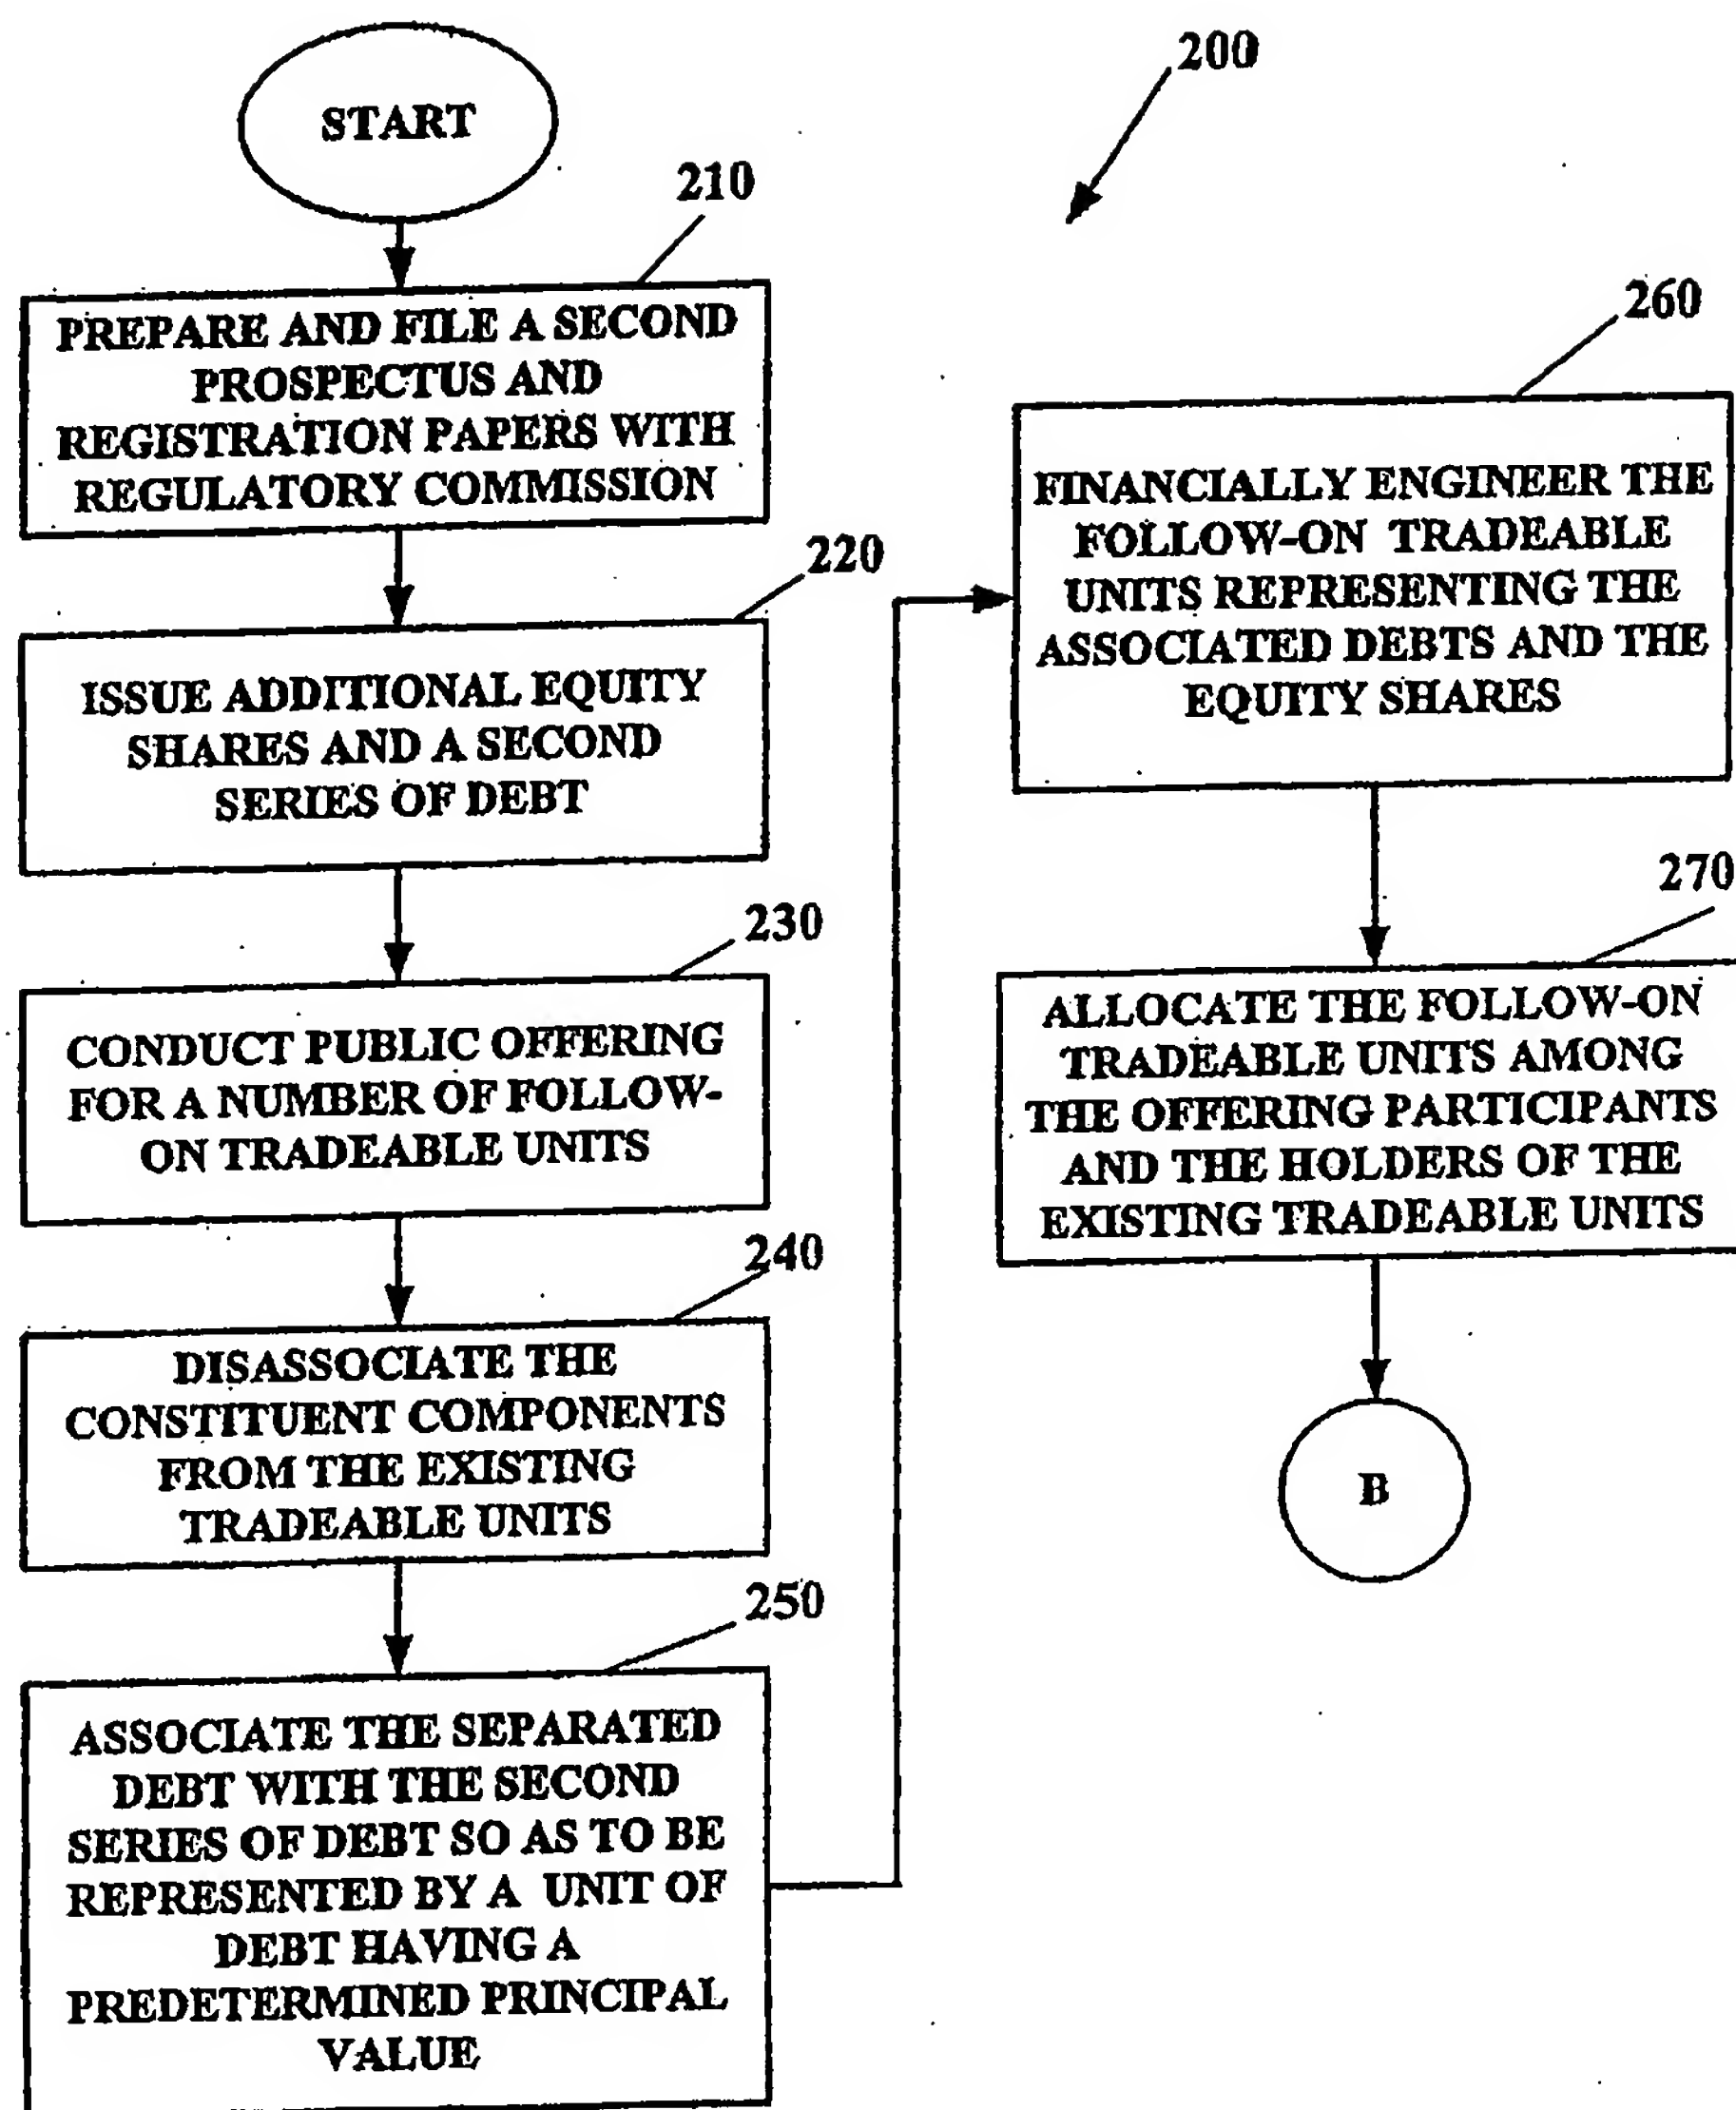 START
200
210
PREPARE AND FILE A SECOND
PROSPECTUS AND
REGISTRATION PAPERS WITH
REGULATORY COMMISSION
220
ISSUE ADDITIONAL EQUITY
SHARES AND A SECOND
SERIES OF DEBT
230
CONDUCT PUBLIC OFFERING
FOR A NUMBER OF FOLLOW-
ON TRADEABLE UNITS
240
DISASSOCIATE THE
CONSTITUENT COMPONENTS
FROM THE EXISTING
TRADEABLE UNITS
250
ASSOCIATE THE SEPARATED
DEBT WITH THE SECOND
SERIES OF DEBT SO AS TO BE
REPRESENTED BY A UNIT OF
DEBT HAVING A
PREDETERMINED PRINCIPAL
VALUE
260
FINANCIALLY ENGINEER THE
FOLLOW-ON TRADEABLE
UNITS REPRESENTING THE
ASSOCIATED DEBTS AND THE
EQUITY SHARES
270
ALLOCATE THE FOLLOW-ON
TRADEABLE UNITS AMONG
THE OFFERING PARTICIPANTS
AND THE HOLDERS OF THE
EXISTING TRADEABLE UNITS
B